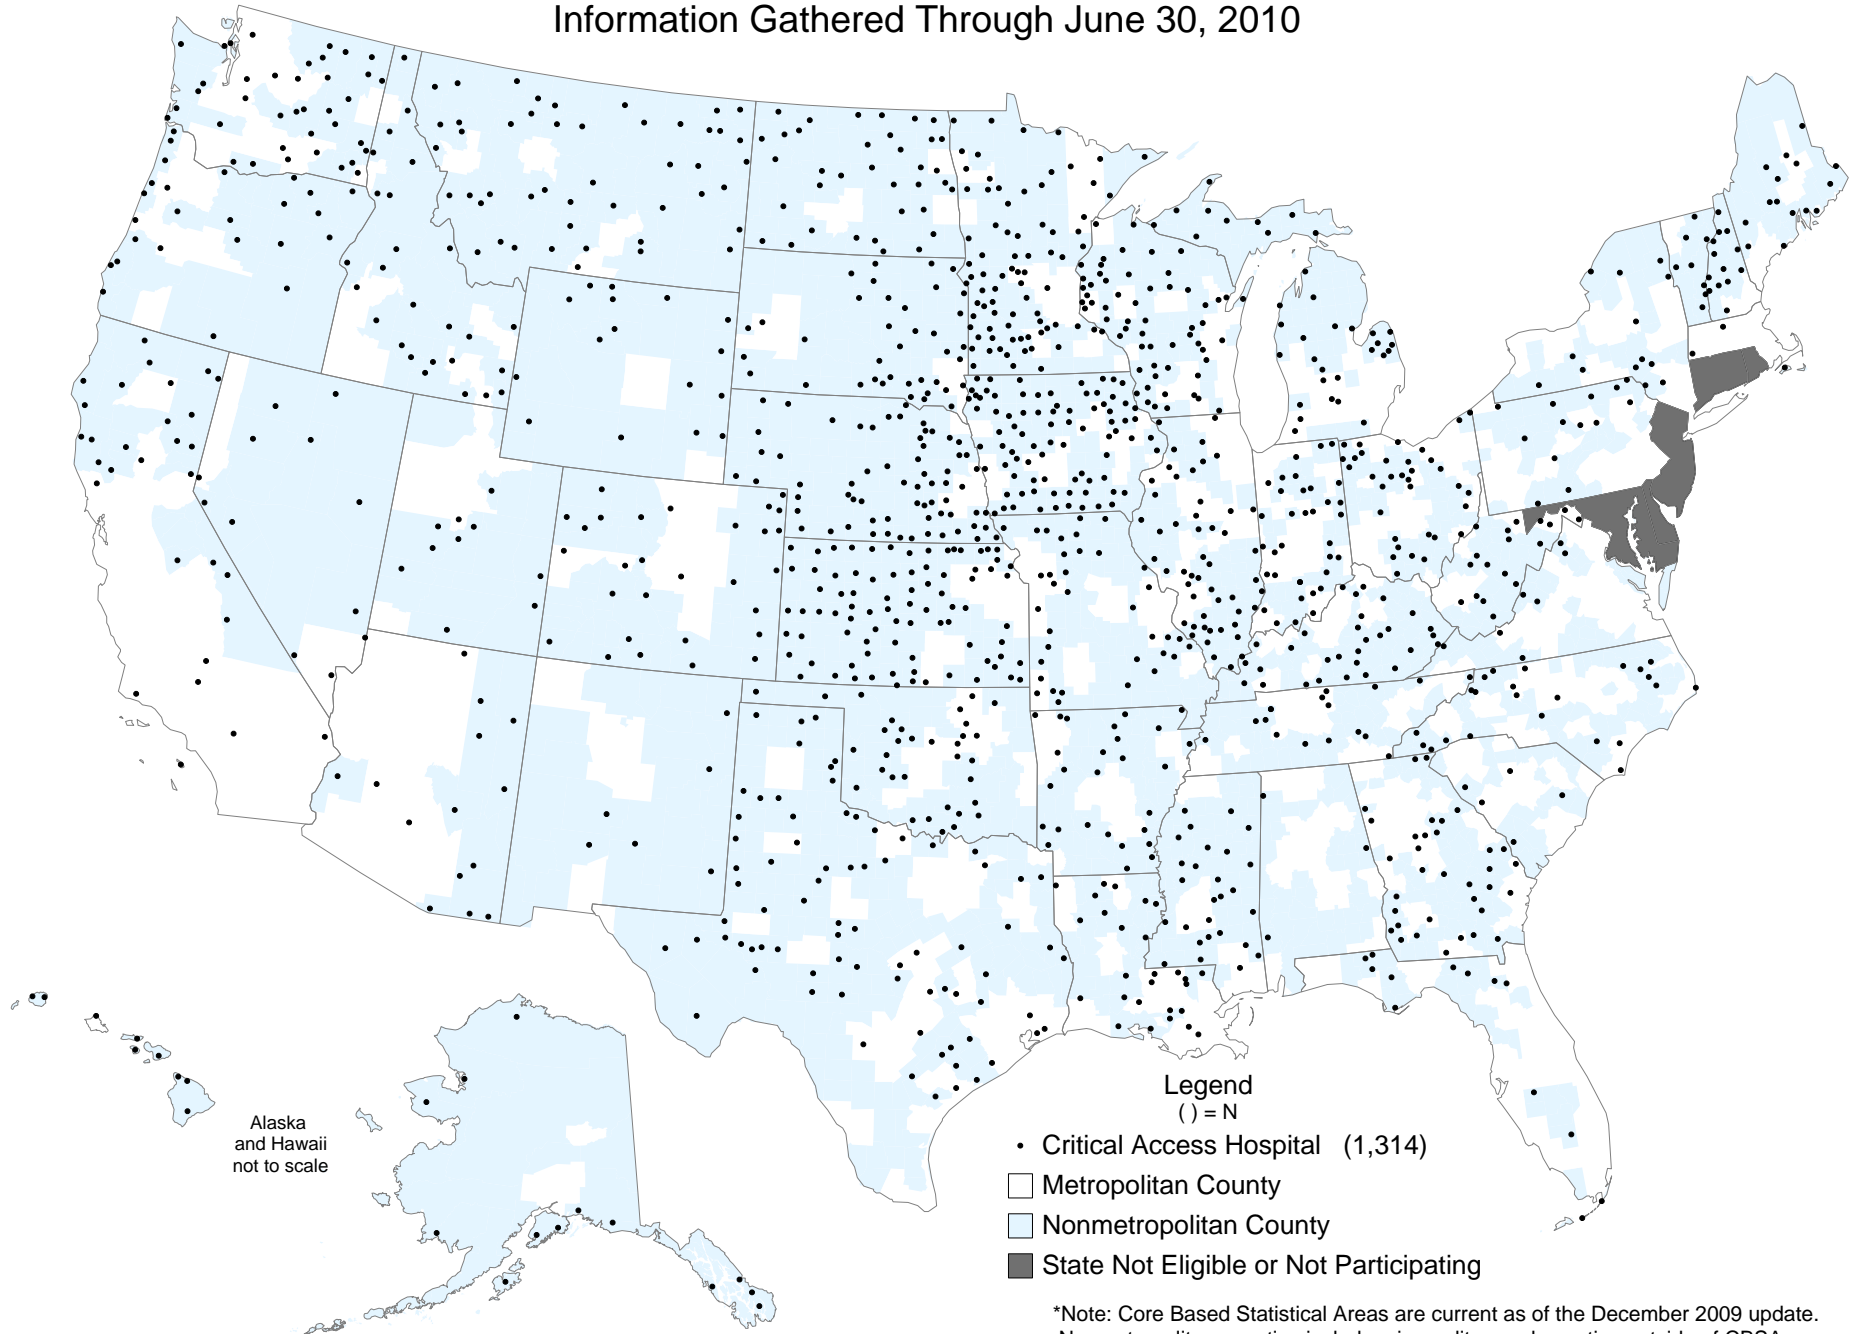 Information Gathered Through June 30, 2010
Alaska
and Hawaii
not to scale
Legend
( ) = N
Critical Access Hospital (1,314)
Metropolitan County
Nonmetropolitan County
State Not Eligible or Not Participating
*Note: Core Based Statistical Areas are current as of the December 2009 update.